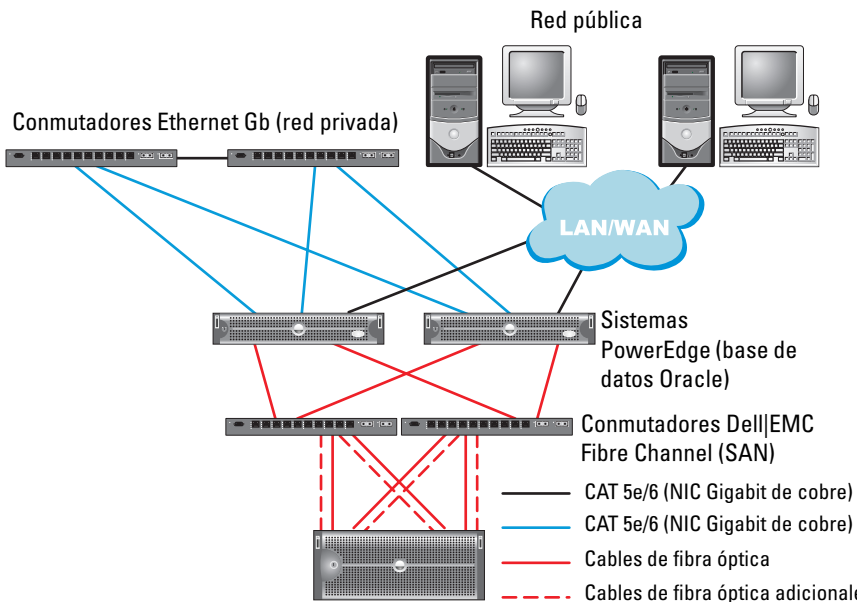 Red pública
Conmutadores Ethernet Gb (red privada)
LAN/WAN
Sistemas
PowerEdge (base de
datos Oracle)
Conmutadores Dell|EMC
Fibre Channel (SAN)
CAT 5e/6 (NIC Gigabit de cobre)
CAT 5e/6 (NIC Gigabit de cobre)
Cables de fibra óptica
Cables de fibra óptica adicionale